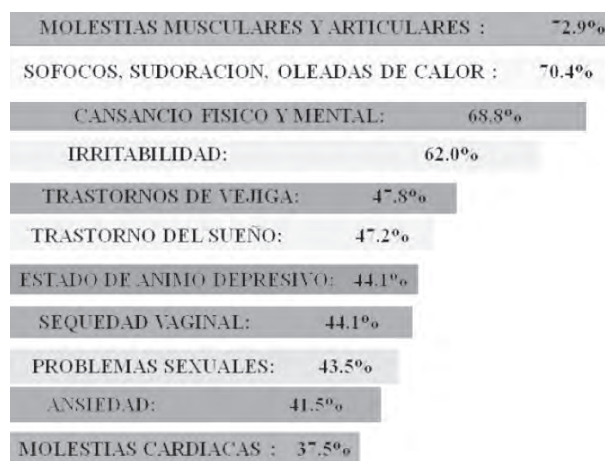 MOLESTIAS MUSCULARES Y ARTICULARES : 72.9%
SOFOCOS, SUDORACION, OLEADAS DE CALOR : 70.4%
CANSANCIO FISICO Y MENTAL: 68.8%
IRRITABILIDAD: 62.0%
TRASTORNOS DE VEJIGA: 47.8%
TRASTORNO DEL SUEÑO: 47.2%
ESTADO DE ANIMO DEPRESIVO: 44.1%
SEQUEDAD VAGINAL: 44.1%
PROBLEMAS SEXUALES: 43.5%
ANSIEDAD: 41.5%
MOLESTIAS CARDIACAS : 37.5%